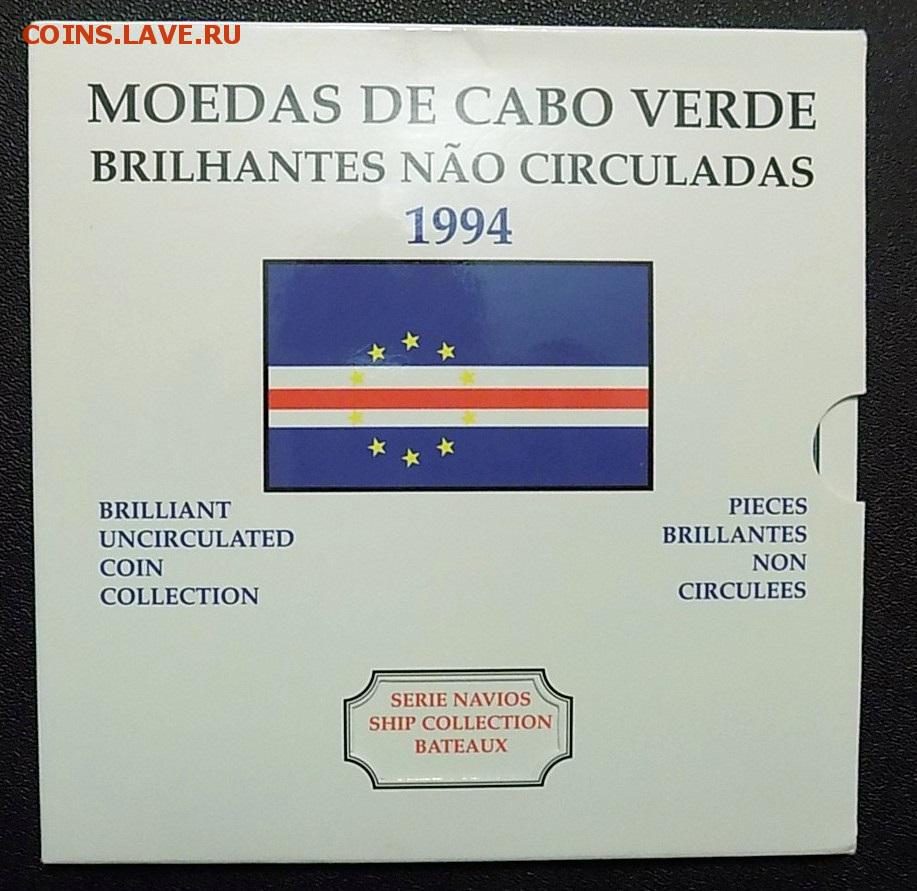 COINS.LAVE.RU
MOEDAS DE CABO VERDE
BRILHANTES NÃO CIRCULADAS
1994
BRILLIANT
UNCIRCULATED
COIN
COLLECTION
PIECES
BRILLANTES
NON
CIRCULEES
SERIE NAVIOS
SHIP COLLECTION
BATEAUX